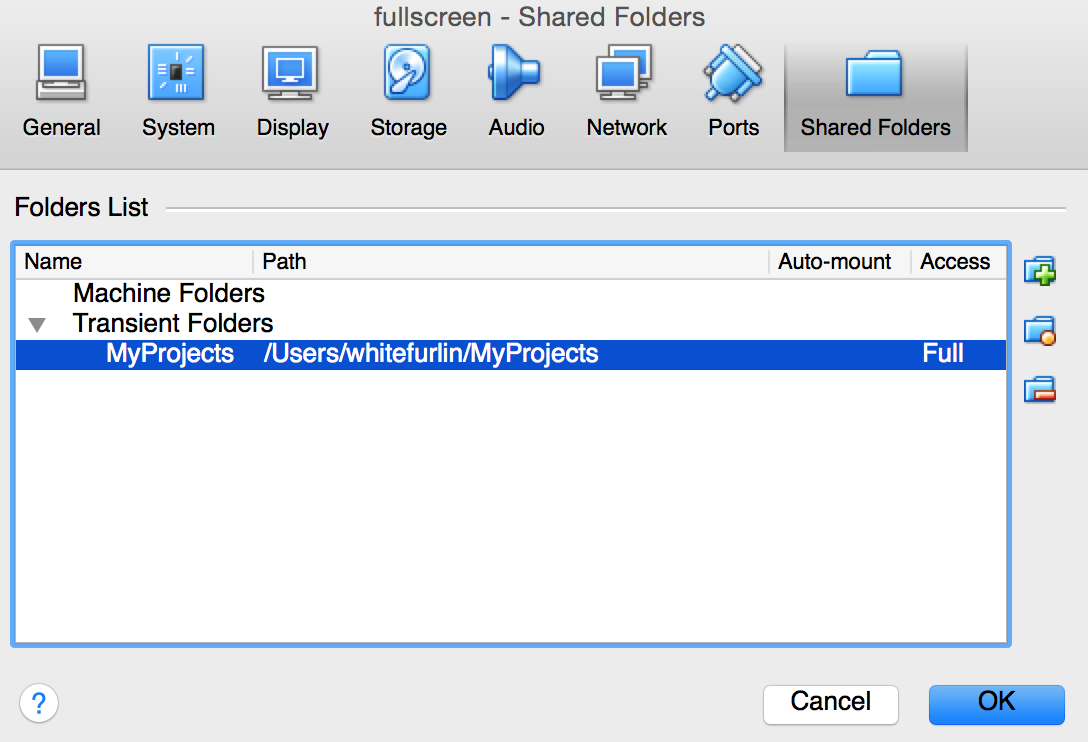 fullscreen - Shared Folders
General System Display Storage Audio Network Ports Shared Folders
Folders List
Name Path Auto-mount Access
Machine Folders
Transient Folders
MyProjects /Users/whitefurlin/MyProjects Full
? Cancel OK